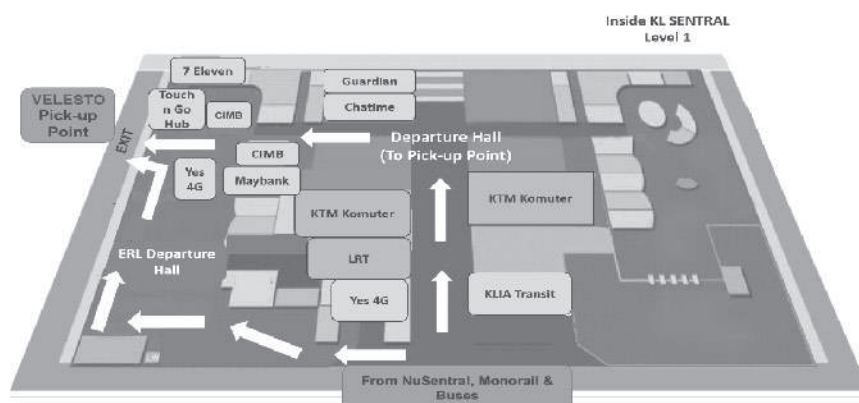 Inside KL SENTRAL
Level 1
7 Eleven
VELESTO
Pick-up
Point
Touch
n Go
Hub
CIMB
Guardian
Chatime
EXIT
Departure Hall
(To Pick-up Point)
CIMB
Yes
4G
Maybank
KTM Komuter
KTM Komuter
ERL Departure
Hall
LRT
Yes 4G
KLIA Transit
From NuSentral, Monorail &
Buses